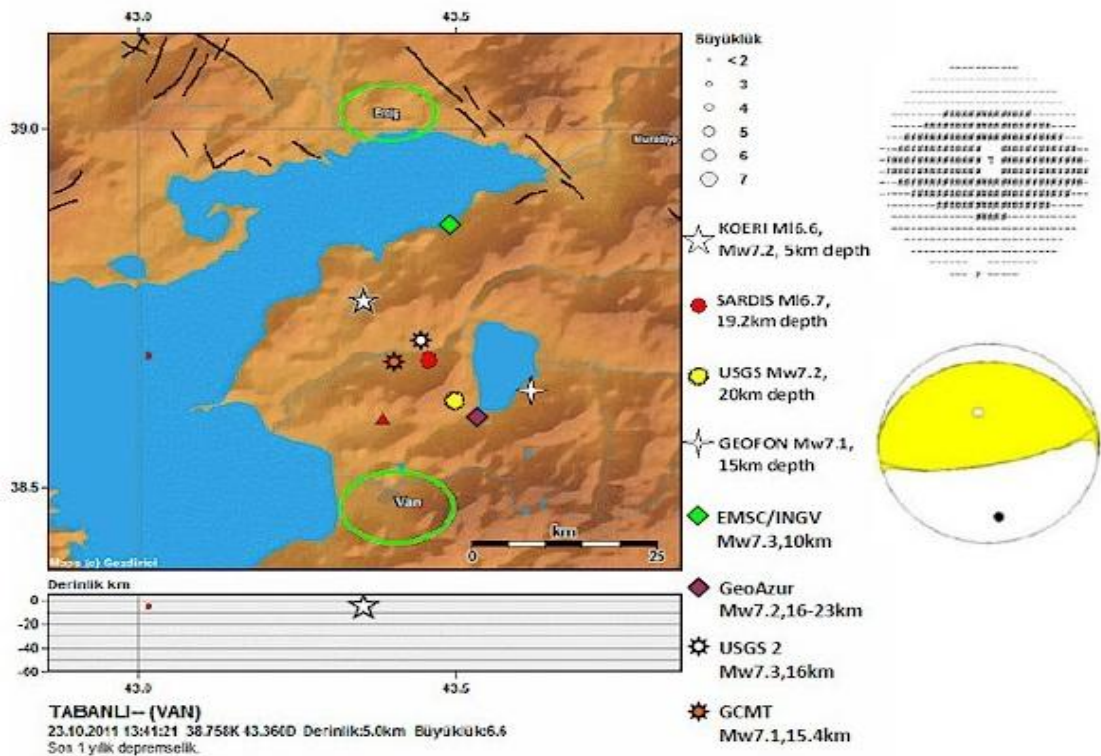 43.0 43.5
Büyüklük
< 2
3
4
5
6
7
39.0
Muradiye
KOERI Ml6.6,
Mw7.2, 5km depth
SARDIS Ml6.7,
19.2km depth
USGS Mw7.2,
20km depth
GEOFON Mw7.1,
15km depth
38.5
Van
km
0 25
EMSC/INGV
Mw7.3,10km
Maps (c) Gezdirici
Derinlik km
0
-20
-40
-60
GeoAzur
Mw7.2,16-23km
USGS 2
Mw7.3,16km
43.0 43.5
GCMT
Mw7.1,15.4km
TABANLI-- (VAN)
23.10.2011 13:41:21 38.758K 43.360D Derinlik:5.0km Büyüklük:6.6
Son 1 yillik depremselik.
T
P